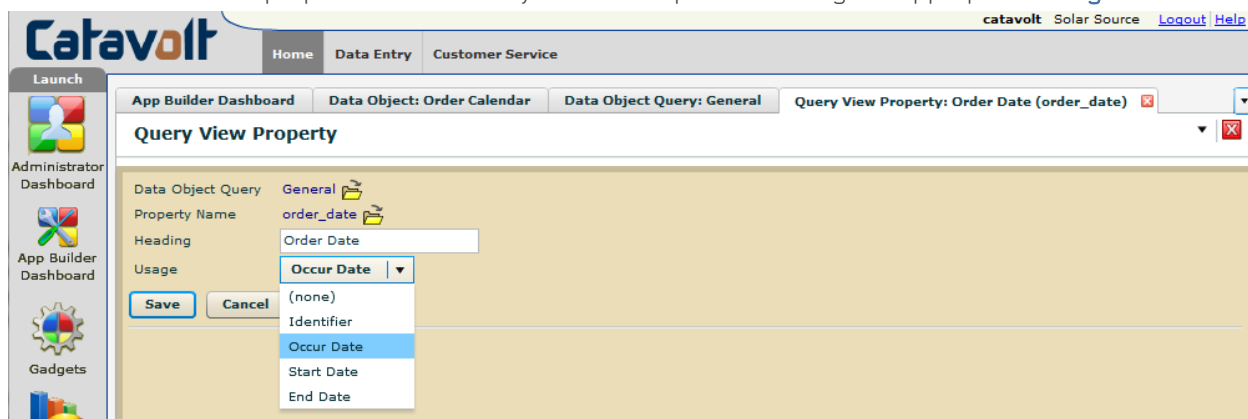 catavolt Solar Source Logout Help
Catavolt
Home Data Entry Customer Service
Launch
App Builder Dashboard Data Object: Order Calendar Data Object Query: General Query View Property: Order Date (order_date)
Query View Property
Administrator
Dashboard
Data Object Query General
Property Name order_date
Heading Order Date
App Builder
Dashboard
Usage Occur Date
Save Cancel
(none)
Identifier
Occur Date
Start Date
End Date
Gadgets